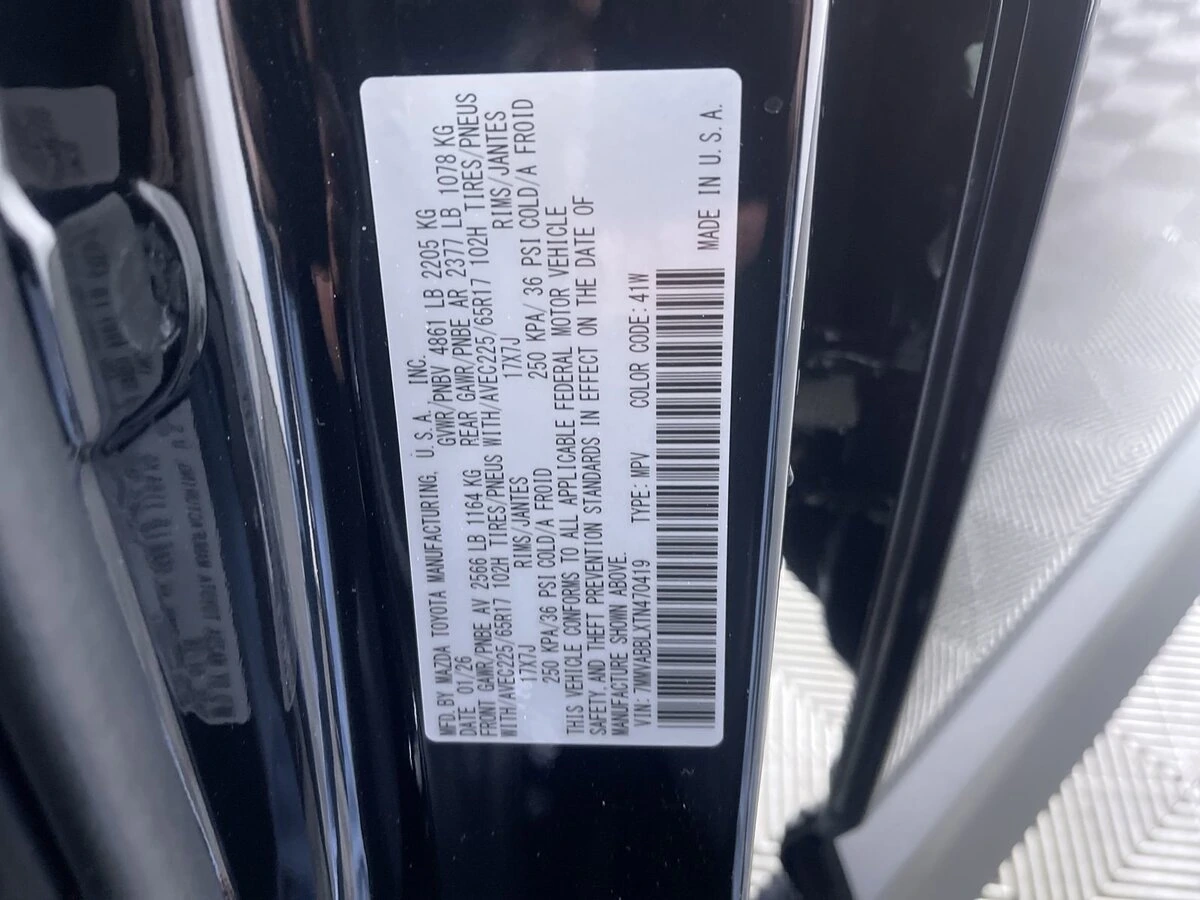 MFD BY MAZDA TOYOTA MANUFACTURING, U.S.A. INC.
DATE 01/26 GVWR/PNBV 4861 LB 2205 KG
FRONT GAWR/PNBE AV 2566 LB 1164 KG REAR GAWR/PNBE AR 2377 LB 1078 KG
WITH/AVEC225/65R17 102H TIRES/PNEUS WITH/AVEC225/65R17 102H TIRES/PNEUS
17X7J RIMS/JANTES 17X7J RIMS/JANTES
250 KPA/36 PSI COLD/A FROID 250 KPA/ 36 PSI COLD/A FROID
THIS VEHICLE CONFORMS TO ALL APPLICABLE FEDERAL MOTOR VEHICLE
SAFETY AND THEFT PREVENTION STANDARDS IN EFFECT ON THE DATE OF
MANUFACTURE SHOWN ABOVE.
VIN: 7MMVABBLXTN470419 TYPE: MPV COLOR CODE: 41W
MADE IN U.S.A.